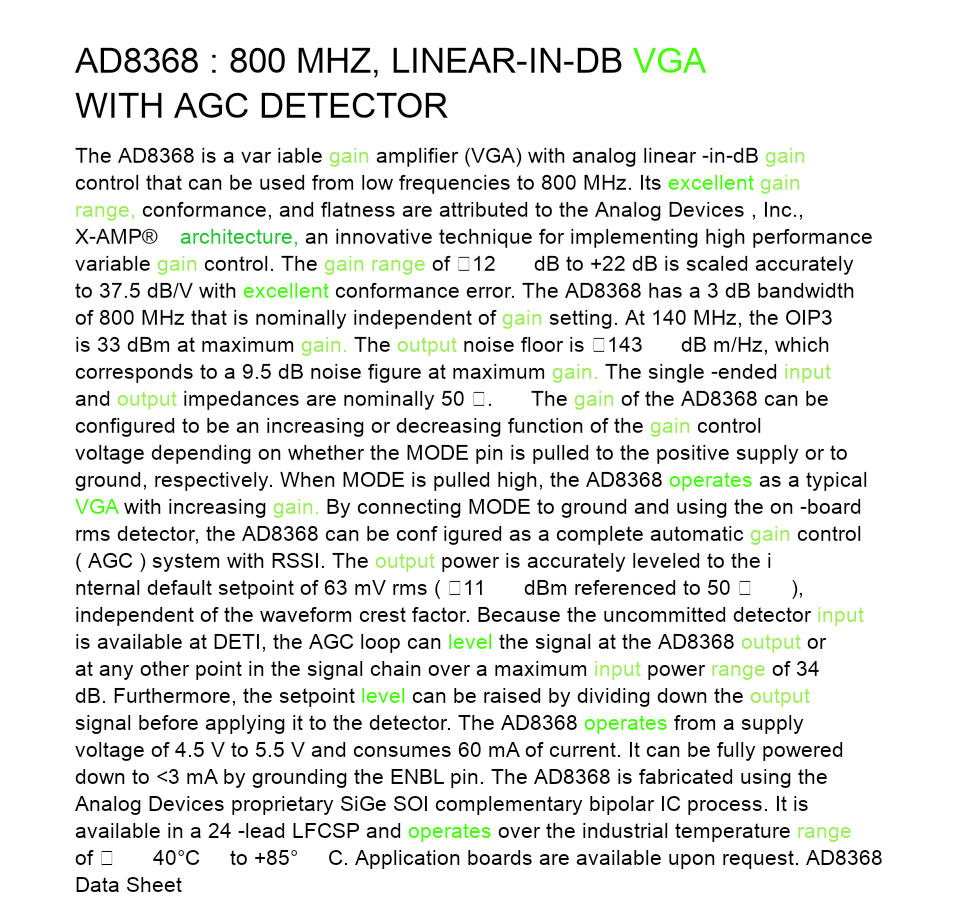 AD8368 : 800 MHZ, LINEAR-IN-DB VGA
WITH AGC DETECTOR
The AD8368 is a var iable gain amplifier (VGA) with analog linear -in-dB gain
control that can be used from low frequencies to 800 MHz. Its excellent gain
range, conformance, and flatness are attributed to the Analog Devices , Inc.,
X-AMP® architecture, an innovative technique for implementing high performance
variable gain control. The gain range of □12 dB to +22 dB is scaled accurately
to 37.5 dB/V with excellent conformance error. The AD8368 has a 3 dB bandwidth
of 800 MHz that is nominally independent of gain setting. At 140 MHz, the OIP3
is 33 dBm at maximum gain. The output noise floor is □143 dB m/Hz, which
corresponds to a 9.5 dB noise figure at maximum gain. The single -ended input
and output impedances are nominally 50 □. The gain of the AD8368 can be
configured to be an increasing or decreasing function of the gain control
voltage depending on whether the MODE pin is pulled to the positive supply or to
ground, respectively. When MODE is pulled high, the AD8368 operates as a typical
VGA with increasing gain. By connecting MODE to ground and using the on -board
rms detector, the AD8368 can be conf igured as a complete automatic gain control
( AGC ) system with RSSI. The output power is accurately leveled to the i
nternal default setpoint of 63 mV rms ( □11 dBm referenced to 50 □ ),
independent of the waveform crest factor. Because the uncommitted detector input
is available at DETI, the AGC loop can level the signal at the AD8368 output or
at any other point in the signal chain over a maximum input power range of 34
dB. Furthermore, the setpoint level can be raised by dividing down the output
signal before applying it to the detector. The AD8368 operates from a supply
voltage of 4.5 V to 5.5 V and consumes 60 mA of current. It can be fully powered
down to <3 mA by grounding the ENBL pin. The AD8368 is fabricated using the
Analog Devices proprietary SiGe SOI complementary bipolar IC process. It is
available in a 24 -lead LFCSP and operates over the industrial temperature range
of □ 40°C to +85° C. Application boards are available upon request. AD8368
Data Sheet